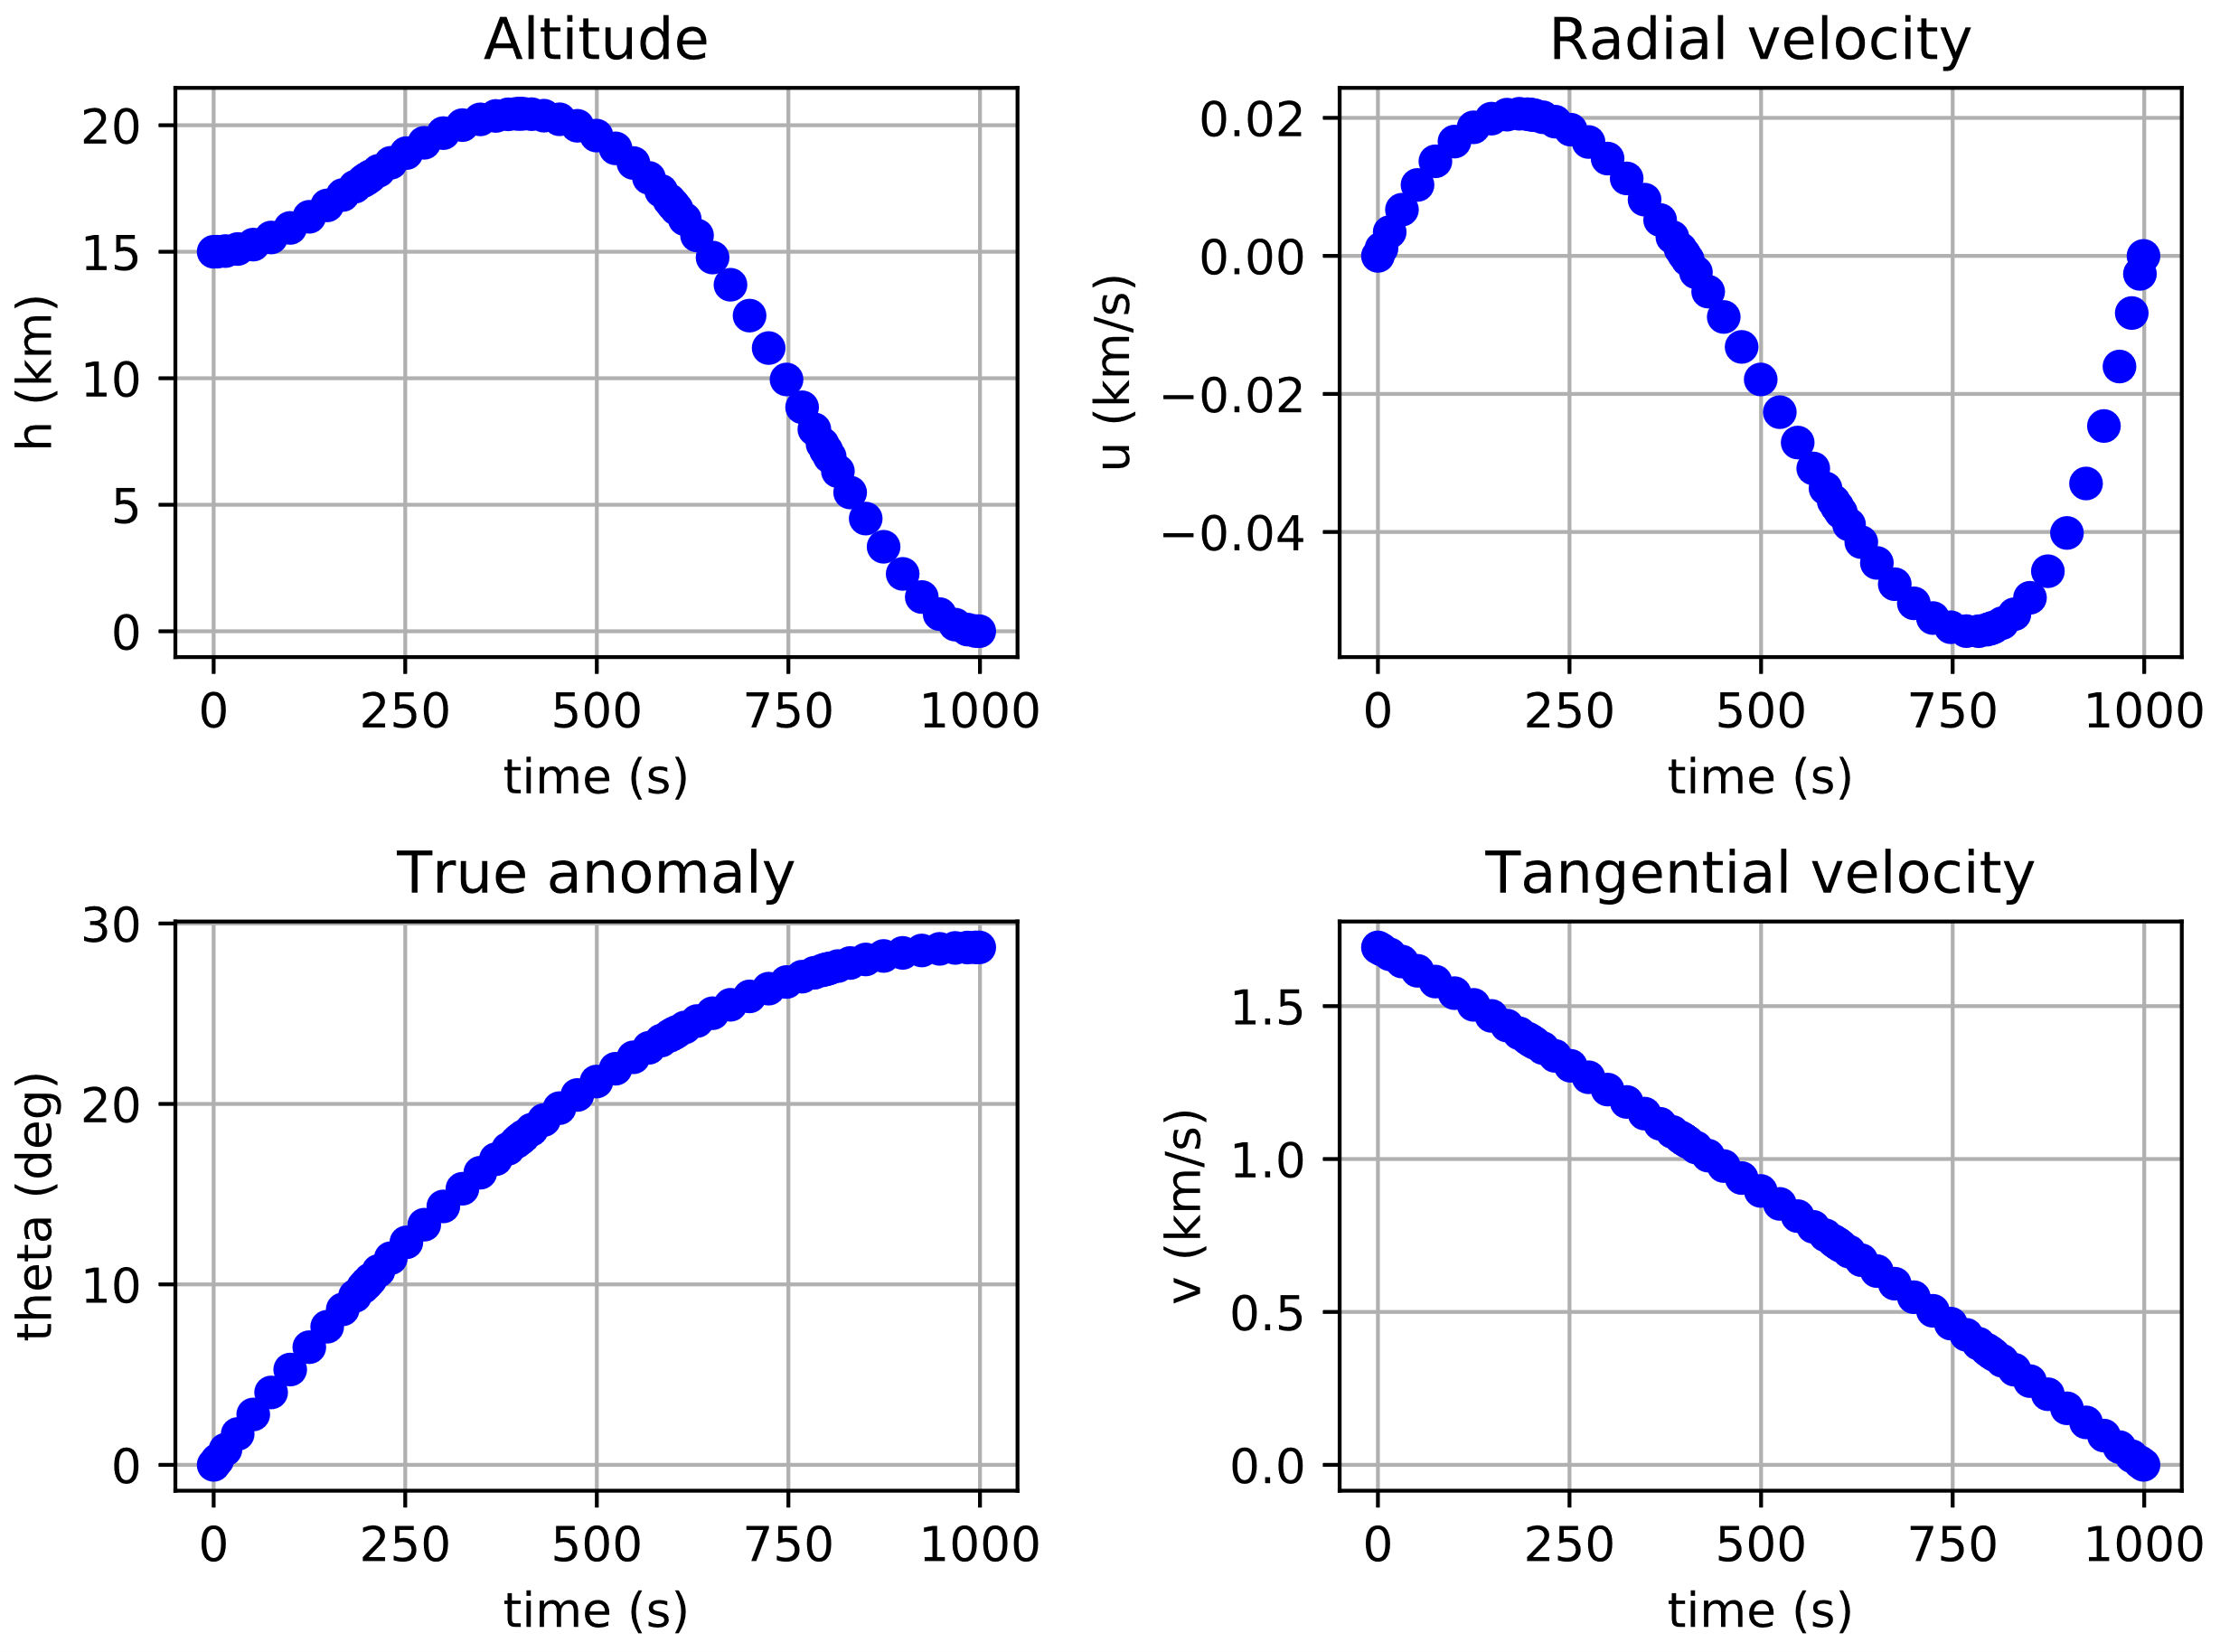 Altitude
20
15
10
5
0
h (km)
0 250 500 750 1000
time (s)
Radial velocity
0.02
0.00
−0.02
−0.04
u (km/s)
0 250 500 750 1000
time (s)
True anomaly
30
20
10
0
theta (deg)
0 250 500 750 1000
time (s)
Tangential velocity
1.5
1.0
0.5
0.0
v (km/s)
0 250 500 750 1000
time (s)